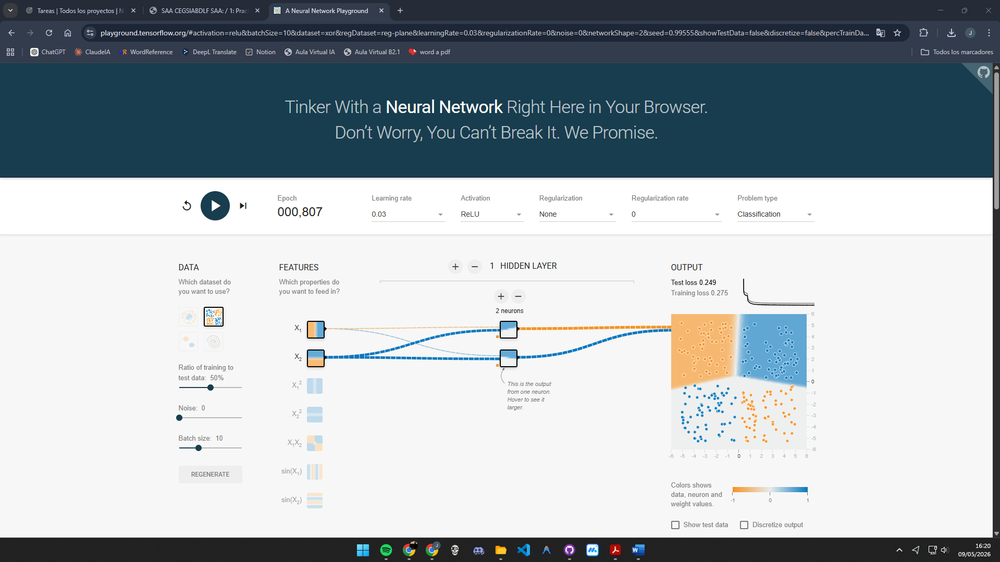 Tareas | Todos los proyectos | N
SAA CEGSIABDLF SAA: / 1: Prac
A Neural Network Playground
playground.tensorflow.org/#activation=relu&batchSize=10&dataset=xor&regDataset=reg-plane&learningRate=0.03&regularizationRate=0&noise=0&networkShape=2&seed=0.99555&showTestData=false&discretize=false&percTrainDa...
J
ChatGPT
ClaudeIA
WordReference
DeepL Translate
Notion
Aula Virtual IA
Aula Virtual B2.1
word a pdf
Todos los marcadores
Tinker With a Neural Network Right Here in Your Browser.
Don't Worry, You Can't Break It. We Promise.
Epoch
000,807
Learning rate
0.03
Activation
ReLU
Regularization
None
Regularization rate
0
Problem type
Classification
DATA
Which dataset do
you want to use?
Ratio of training to
test data: 50%
Noise: 0
Batch size: 10
REGENERATE
FEATURES
Which properties do
you want to feed in?
X1
X2
X1²
X2²
X1X2
sin(X1)
sin(X2)
1 HIDDEN LAYER
2 neurons
This is the output
from one neuron.
Hover to see it
larger.
OUTPUT
Test loss 0.249
Training loss 0.275
6
5
4
3
2
1
0
-1
-2
-3
-4
-5
-6
-6 -5 -4 -3 -2 -1 0 1 2 3 4 5 6
Colors shows
data, neuron and
weight values.
-1 0 1
Show test data
Discretize output
16:20
09/05/2026